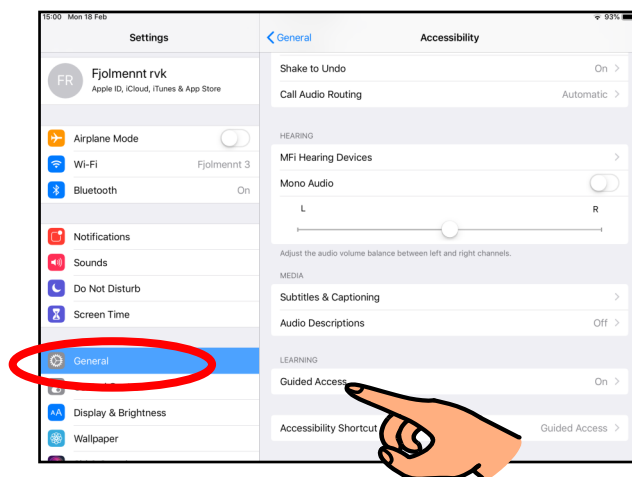 15:00 Mon 18 Feb
93%
Settings
FR
Fjolmennt rvk
Apple ID, iCloud, iTunes & App Store
Airplane Mode
Wi-Fi Fjolmennt 3
Bluetooth On
Notifications
Sounds
Do Not Disturb
Screen Time
General
AA Display & Brightness
Wallpaper
General Accessibility
Shake to Undo On
Call Audio Routing Automatic
HEARING
MFi Hearing Devices
Mono Audio
L R
Adjust the audio volume balance between left and right channels.
MEDIA
Subtitles & Captioning
Audio Descriptions Off
LEARNING
Guided Access On
Accessibility Shortcut Guided Access